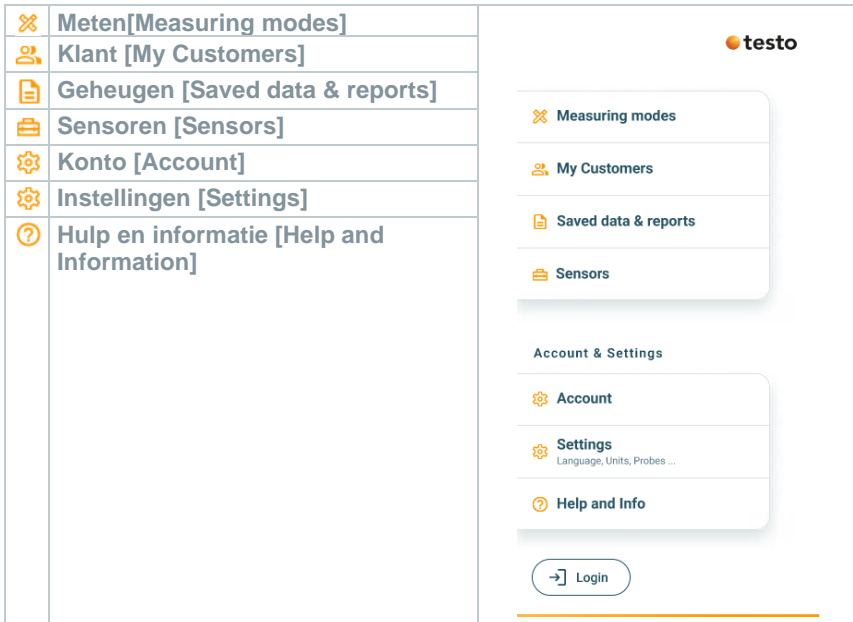 Meten[Measuring modes]
Klant [My Customers]
Geheugen [Saved data & reports]
Sensoren [Sensors]
Konto [Account]
Instellingen [Settings]
Hulp en informatie [Help and
Information]
testo
Measuring modes
My Customers
Saved data & reports
Sensors
Account & Settings
Account
Settings
Language, Units, Probes ...
Help and Info
Login